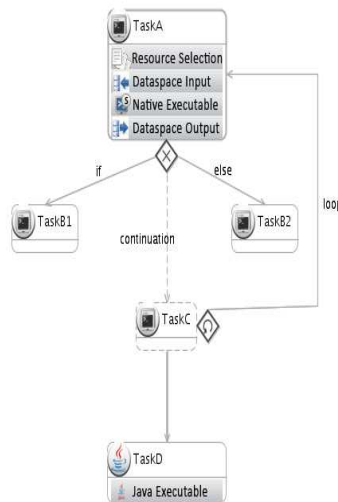 TaskA
Resource Selection
Dataspace Input
Native Executable
Dataspace Output
if
else
loop
TaskB1
TaskB2
continuation
TaskC
TaskD
Java Executable